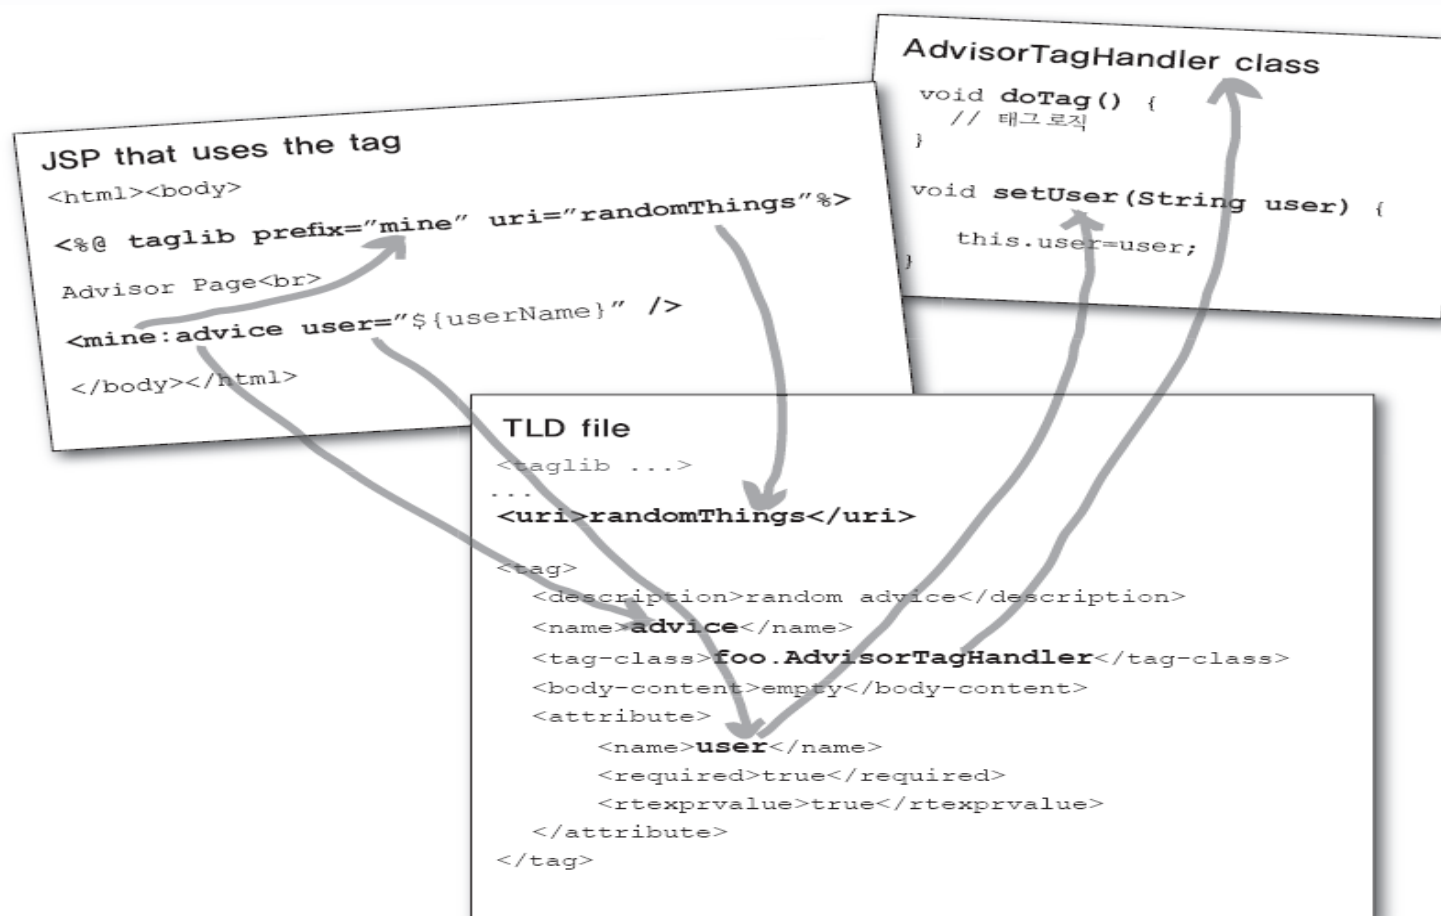 JSP that uses the tag
<html><body>
<%@ taglib prefix="mine" uri="randomThings"%>
Advisor Page<br>
<mine:advice user="${userName}" />
</body></html>
AdvisorTagHandler class
void doTag() {
// 태그 로직
}
void setUser(String user) {
this.user=user;
}
TLD file
<taglib ...>
...
<uri>randomThings</uri>
<tag>
<description>random advice</description>
<name>advice</name>
<tag-class>foo.AdvisorTagHandler</tag-class>
<body-content>empty</body-content>
<attribute>
<name>user</name>
<required>true</required>
<rtexprvalue>true</rtexprvalue>
</attribute>
</tag>